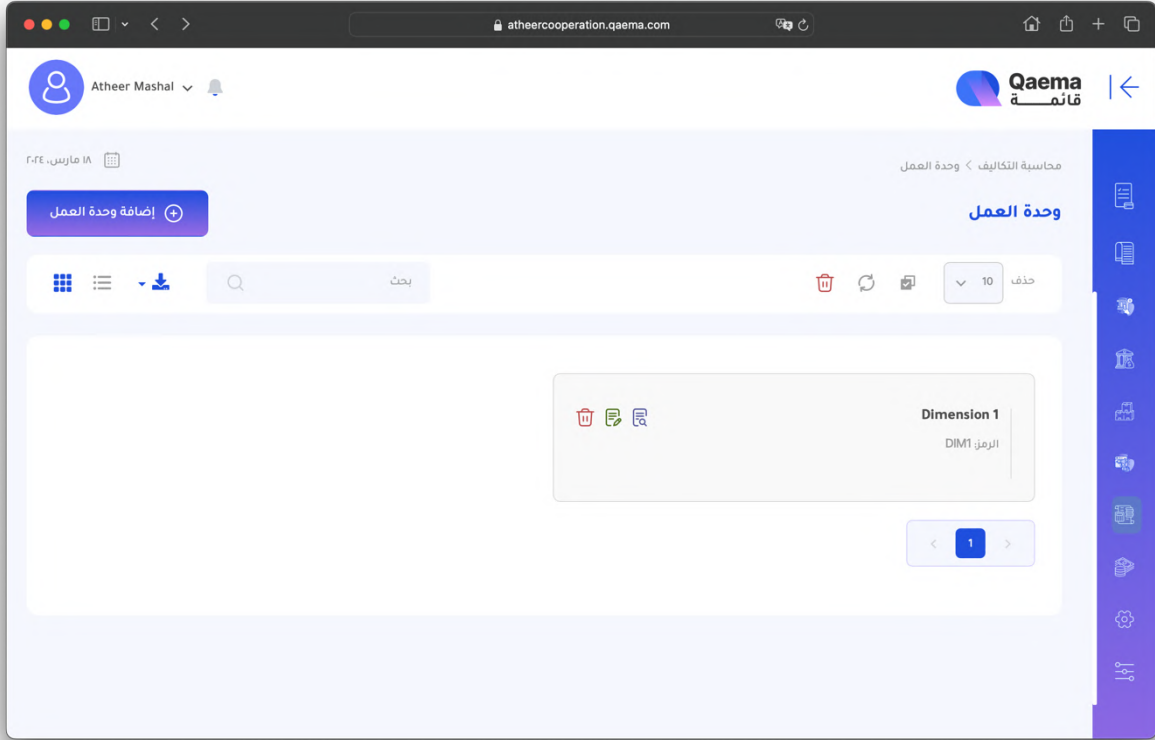 atheercooperation.qaema.com
Atheer Mashal
Qaema
قائمة
١٨ مارس، ٢٠٢٤
محاسبة التكاليف > وحدة العمل
وحدة العمل
إضافة وحدة العمل
حذف 10
بحث
Dimension 1
الرمز: DIM1
1